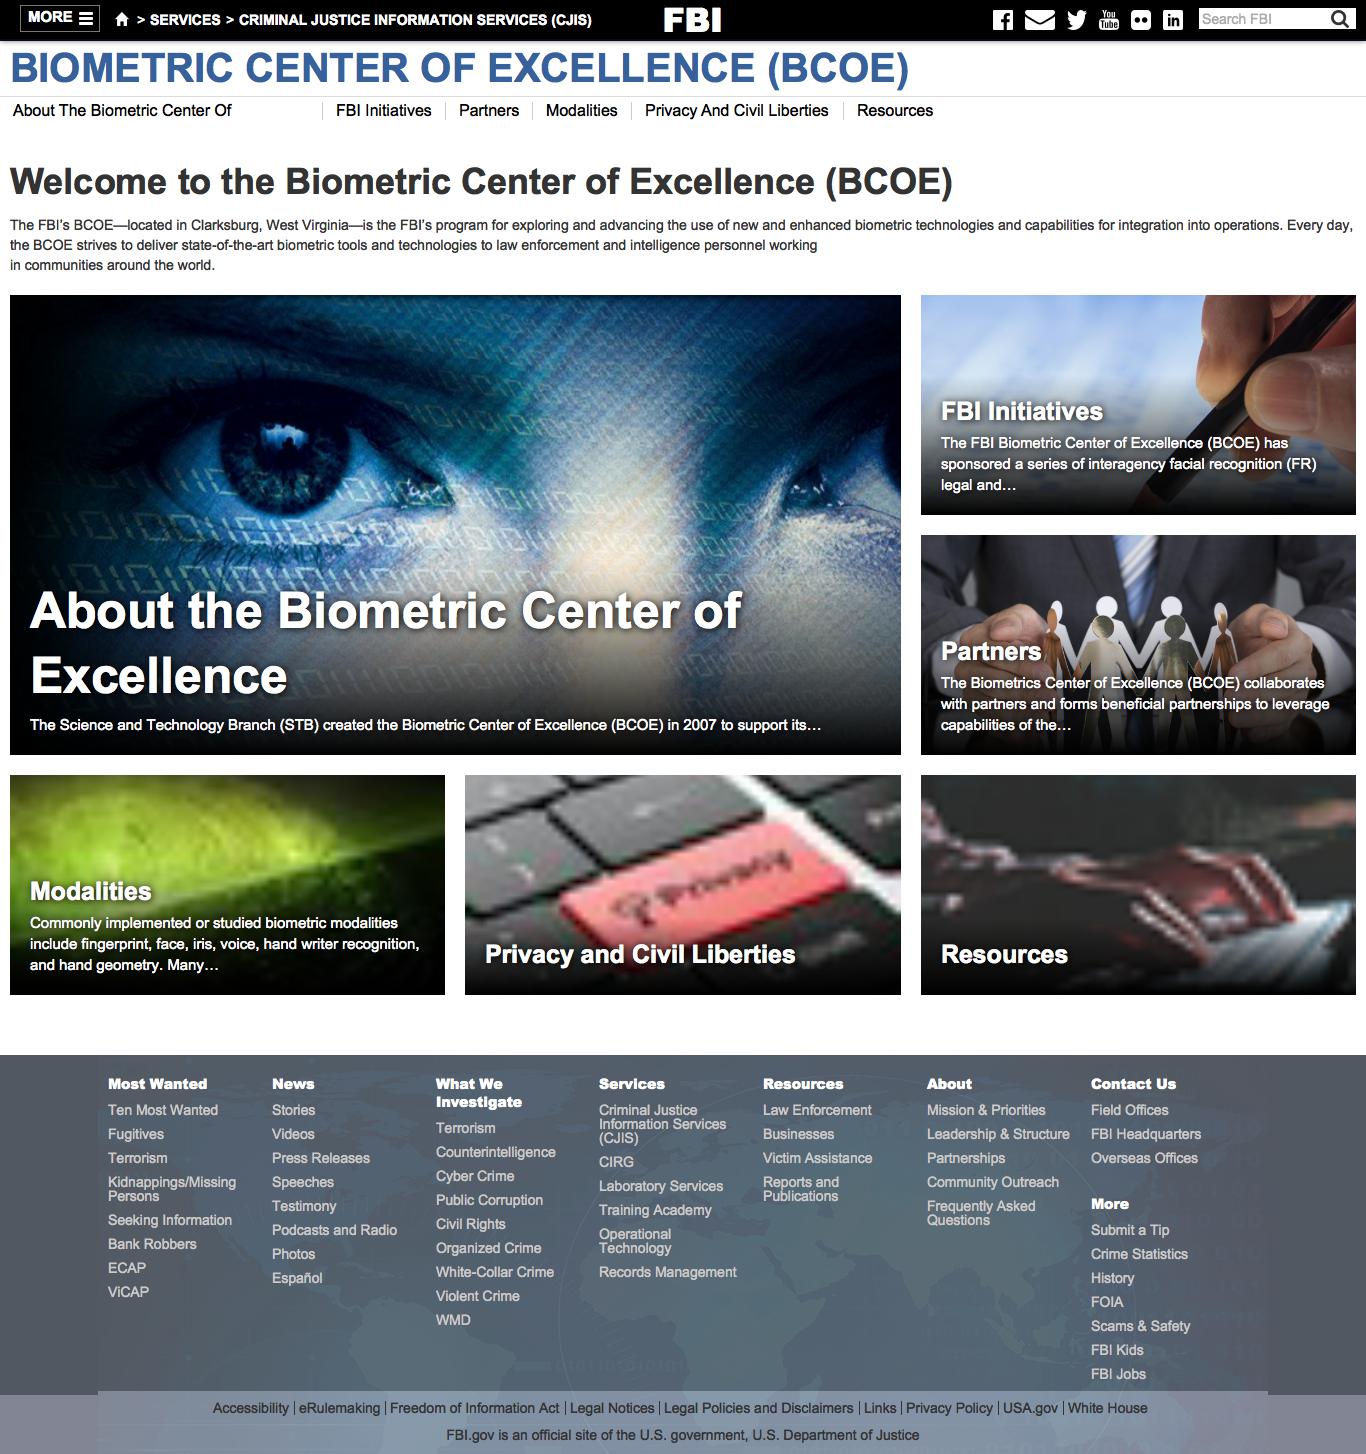 MORE
> SERVICES > CRIMINAL JUSTICE INFORMATION SERVICES (CJIS)
FBI
You
Tube
in
Search FBI
BIOMETRIC CENTER OF EXCELLENCE (BCOE)
About The Biometric Center Of
FBI Initiatives
Partners
Modalities
Privacy And Civil Liberties
Resources
Welcome to the Biometric Center of Excellence (BCOE)
The FBI's BCOE—located in Clarksburg, West Virginia—is the FBI's program for exploring and advancing the use of new and enhanced biometric technologies and capabilities for integration into operations. Every day,
the BCOE strives to deliver state-of-the-art biometric tools and technologies to law enforcement and intelligence personnel working
in communities around the world.
About the Biometric Center of
Excellence
The Science and Technology Branch (STB) created the Biometric Center of Excellence (BCOE) in 2007 to support its…
FBI Initiatives
The FBI Biometric Center of Excellence (BCOE) has
sponsored a series of interagency facial recognition (FR)
legal and…
Partners
The Biometrics Center of Excellence (BCOE) collaborates
with partners and forms beneficial partnerships to leverage
capabilities of the…
Modalities
Commonly implemented or studied biometric modalities
include fingerprint, face, iris, voice, hand writer recognition,
and hand geometry. Many…
Privacy
Privacy and Civil Liberties
Resources
Most Wanted
Ten Most Wanted
Fugitives
Terrorism
Kidnappings/Missing
Persons
Seeking Information
Bank Robbers
ECAP
ViCAP
News
Stories
Videos
Press Releases
Speeches
Testimony
Podcasts and Radio
Photos
Español
What We
Investigate
Terrorism
Counterintelligence
Cyber Crime
Public Corruption
Civil Rights
Organized Crime
White-Collar Crime
Violent Crime
WMD
Services
Criminal Justice
Information Services
(CJIS)
CIRG
Laboratory Services
Training Academy
Operational
Technology
Records Management
Resources
Law Enforcement
Businesses
Victim Assistance
Reports and
Publications
About
Mission & Priorities
Leadership & Structure
Partnerships
Community Outreach
Frequently Asked
Questions
Contact Us
Field Offices
FBI Headquarters
Overseas Offices
More
Submit a Tip
Crime Statistics
History
FOIA
Scams & Safety
FBI Kids
FBI Jobs
Accessibility | eRulemaking | Freedom of Information Act | Legal Notices | Legal Policies and Disclaimers | Links | Privacy Policy | USA.gov | White House
FBI.gov is an official site of the U.S. government, U.S. Department of Justice